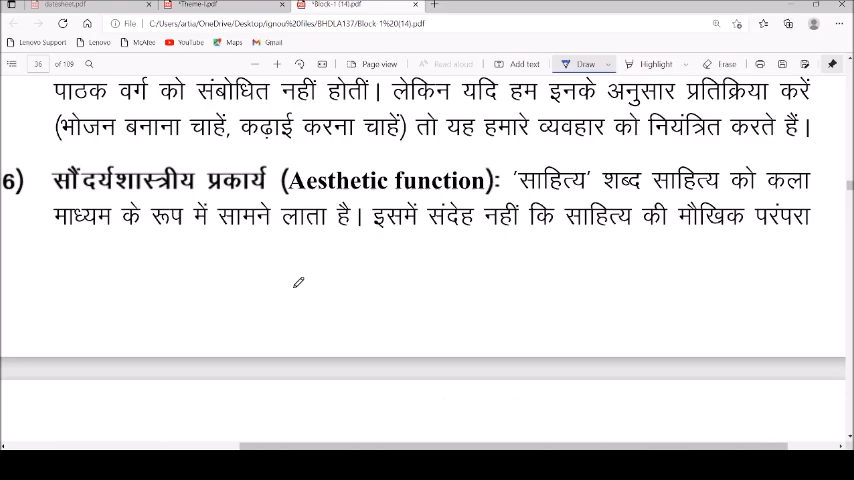 datesheet.pdf
*Theme-I.pdf
*Block-1 (14).pdf
File C:/Users/artia/OneDrive/Desktop/ignou%20files/BHDLA137/Block-1%20(14).pdf
Lenovo Support Lenovo McAfee YouTube Maps Gmail
36 of 109 Page view Read aloud Add text Draw Highlight Erase
पाठक वर्ग को संबोधित नहीं होतीं। लेकिन यदि हम इनके अनुसार प्रतिक्रिया करें
(भोजन बनाना चाहें, कढ़ाई करना चाहें) तो यह हमारे व्यवहार को नियंत्रित करते हैं।
6) सौंदर्यशास्त्रीय प्रकार्य (Aesthetic function): 'साहित्य' शब्द साहित्य को कला
माध्यम के रूप में सामने लाता है। इसमें संदेह नहीं कि साहित्य की मौखिक परंपरा